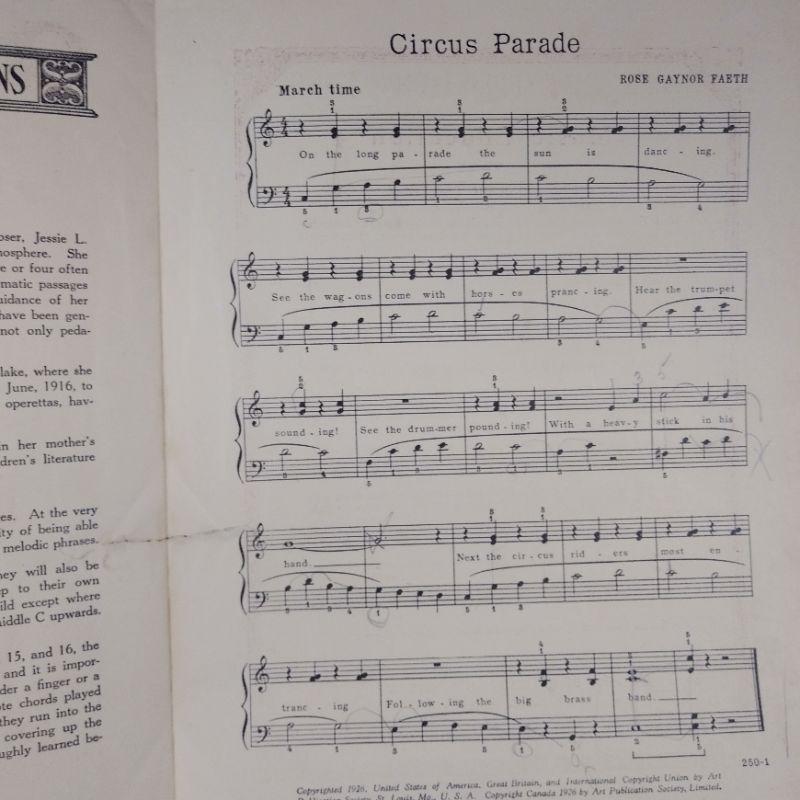 NS
oser, Jessie L.
nosphere. She
e or four often
matic passages
uidance of her
have been gen-
not only peda-
lake, where she
June, 1916, to
operettas, hav-
in her mother's
dren's literature
es. At the very
ity of being able
melodic phrases.
hey will also be
ep to their own
ild except where
niddle C upwards.
15, and 16, the
and it is impor-
der a finger or a
ote chords played
they run into the
covering up the
ughly learned be-
Circus Parade
ROSE GAYNOR FAETH
March time
On the long pa - rade the sun is danc - ing.
See the wag - ons come with hors - es pranc - ing. Hear the trum-pet
sound - ing! See the drum-mer pound - ing! With a heav-y stick in his
hand. Next the cir - cus rid - ers most en -
tranc - ing Fol - low - ing the big brass band.
250-1
Copyrighted 1926, United States of America, Great Britain, and International Copyright Union by Art
Publication Society, St. Louis, Mo., U. S. A. Copyright Canada 1926 by Art Publication Society, Limited.